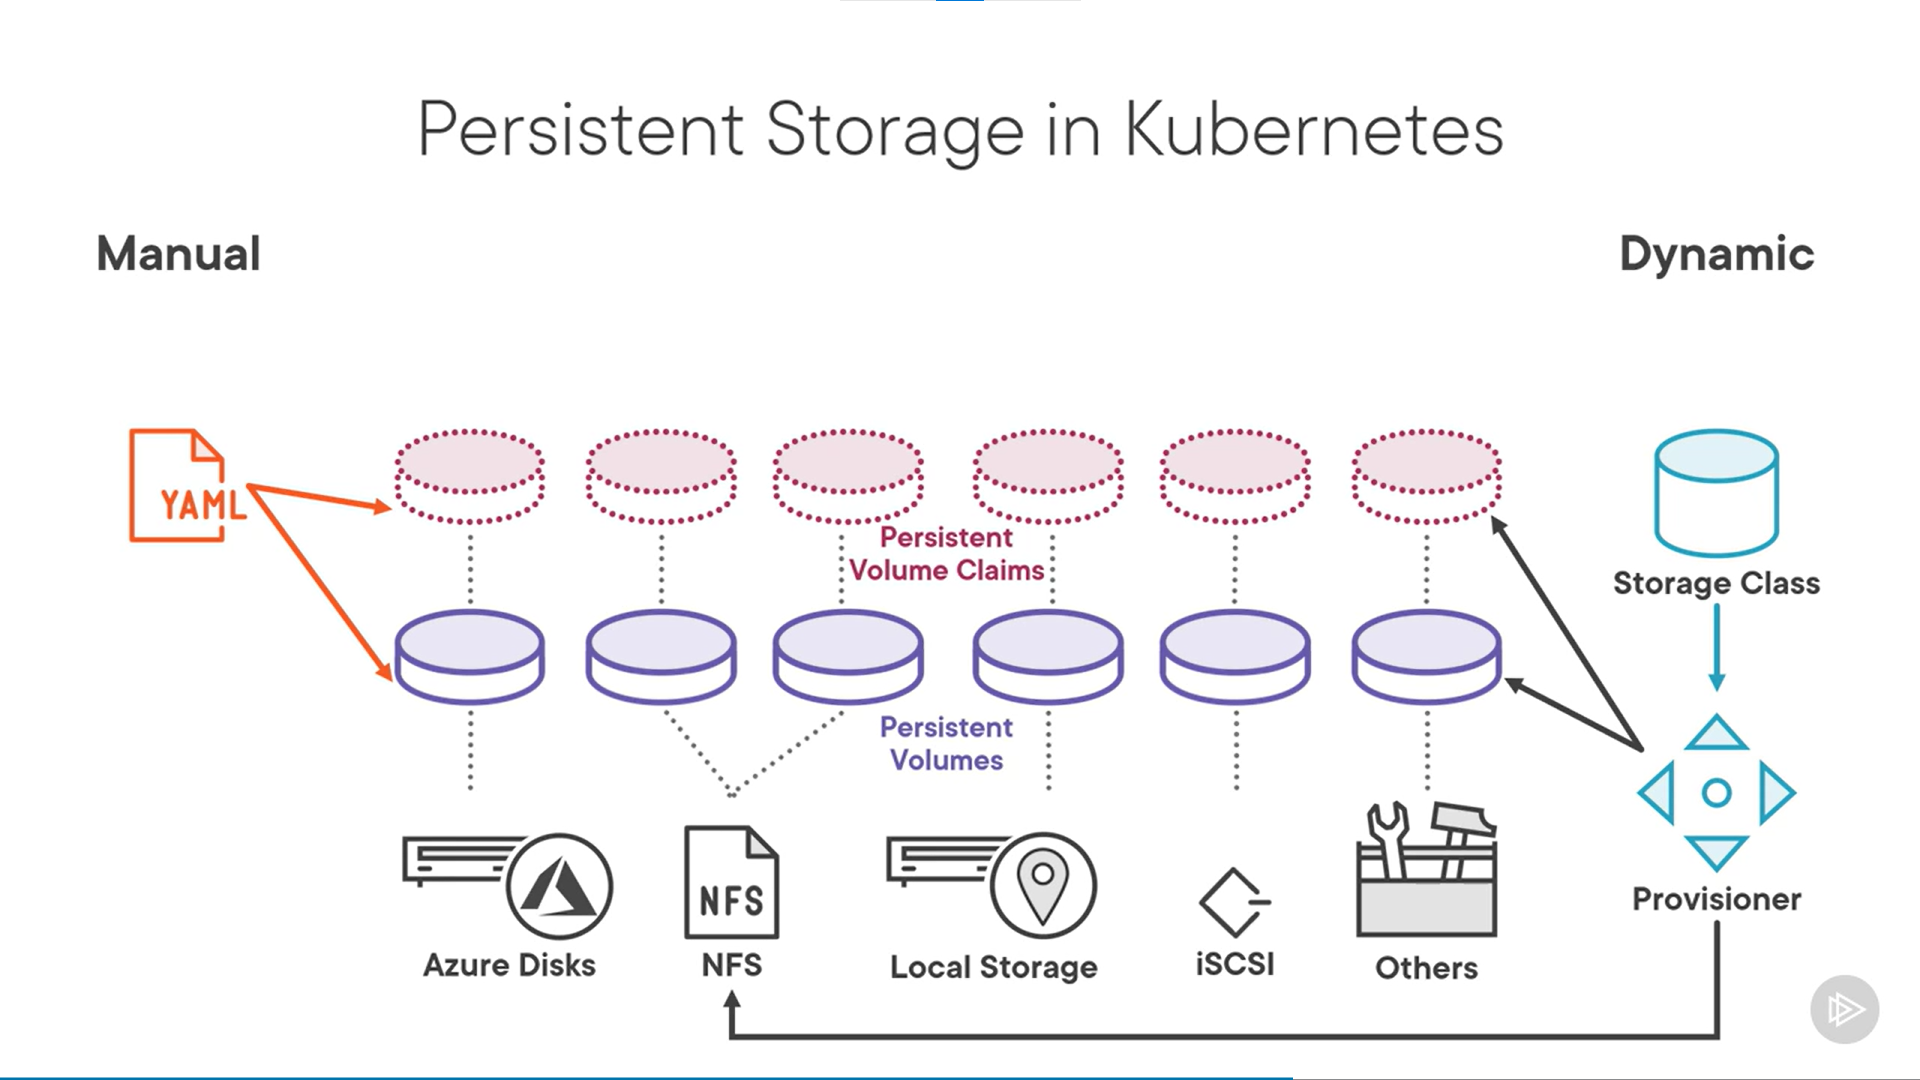 Persistent Storage in Kubernetes
Manual
Dynamic
YAML
Persistent
Volume Claims
Storage Class
Persistent
Volumes
NFS
Provisioner
Azure Disks
NFS
Local Storage
iSCSI
Others